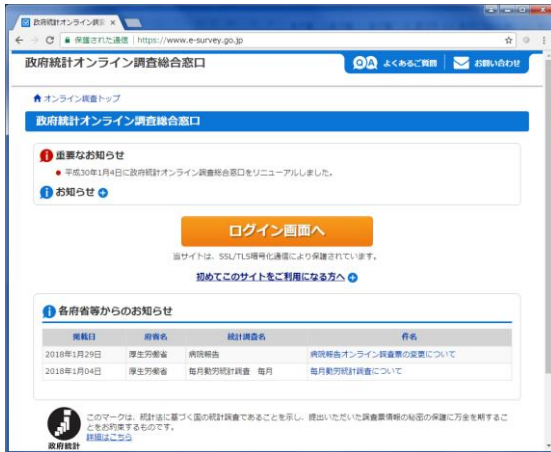 政府統計オンライン調
保護された通信 | https://www.e-survey.go.jp
政府統計オンライン調査総合窓口
QA よくあるご質問 お問い合わせ
オンライン調査トップ
政府統計オンライン調査総合窓口
重要なお知らせ
平成30年1月4日に政府統計オンライン調査総合窓口をリニューアルしました。
お知らせ
ログイン画面へ
当サイトは、SSL/TLS暗号化通信により保護されています。
初めてこのサイトをご利用になる方へ
各府省等からのお知らせ
掲載日 府省名 統計調査名 件名
2018年1月29日 厚生労働省 病院報告 病院報告オンライン調査票の変更について
2018年1月04日 厚生労働省 毎月勤労統計調査 毎月 毎月勤労統計調査について
このマークは、統計法に基づく国の統計調査であることを示し、提出いただいた調査票情報の秘密の保護に万全を期するこ
とをお約束するものです。
詳細はこちら
政府統計